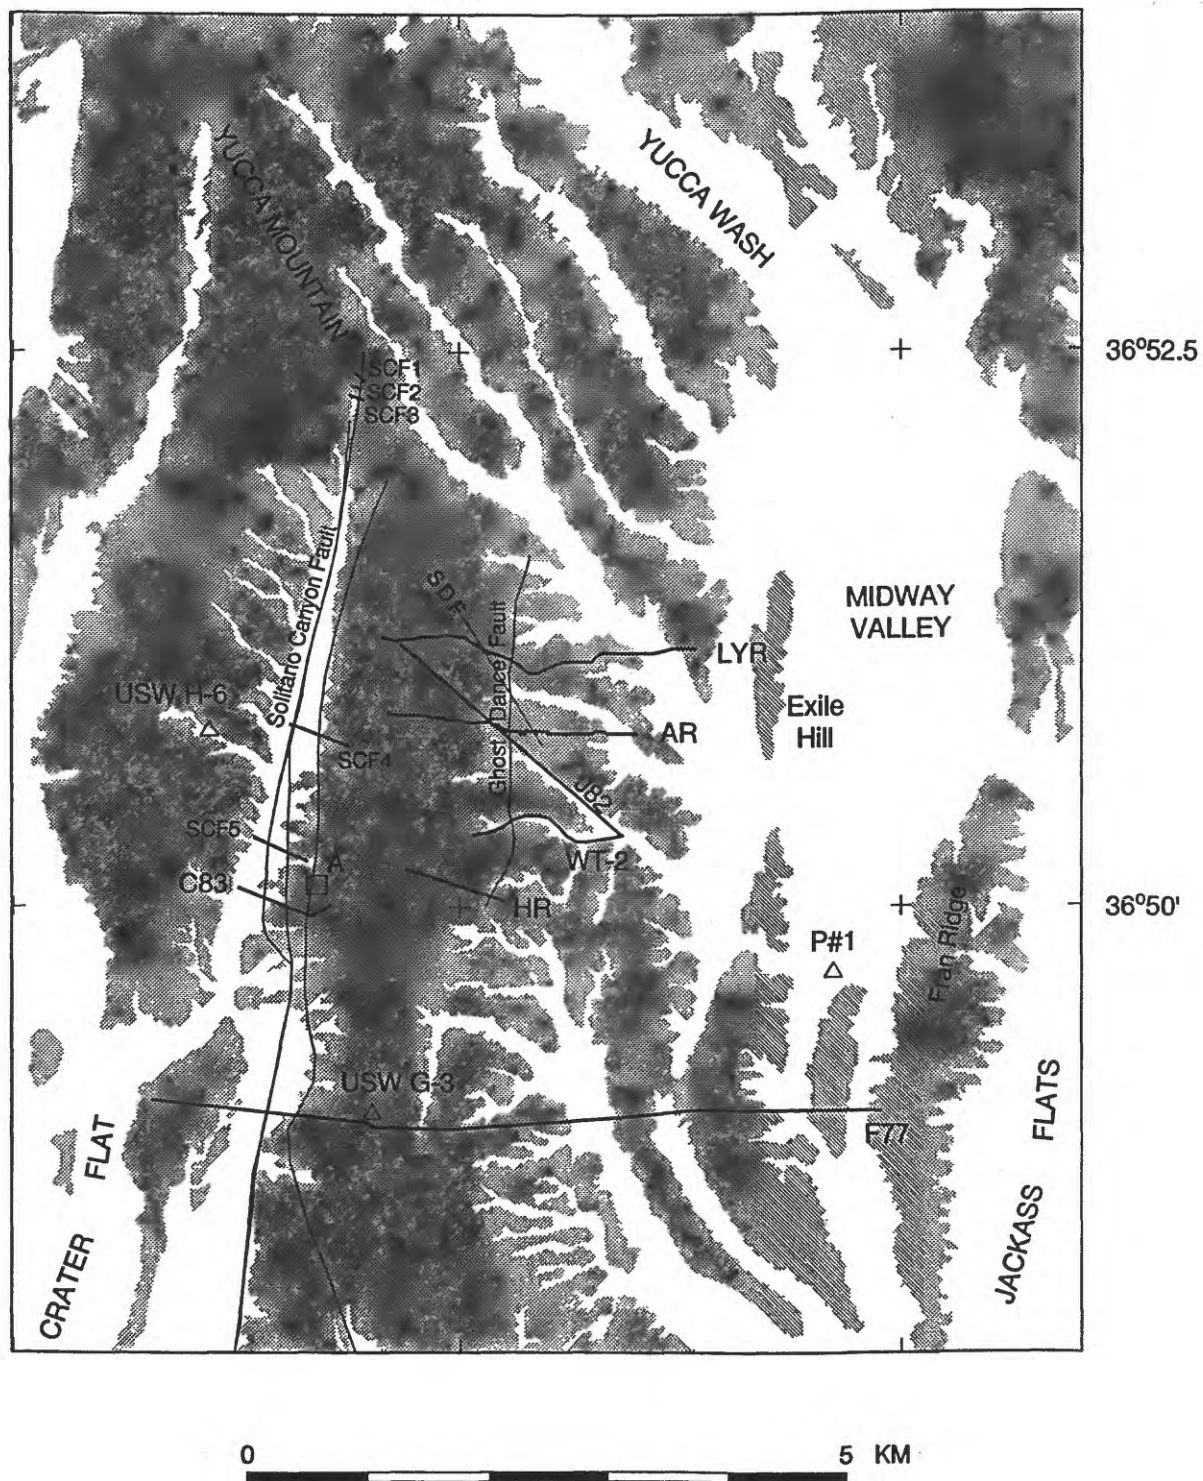 YUCCA MOUNTAIN
YUCCA WASH
36°52.5
SCF1
SCF2
SCF3
Solitario Canyon Fault
SDF
Ghost Dance Fault
MIDWAY
VALLEY
LYR
USW H-6
Exile
Hill
AR
SCF4
U82
SCF5
A
WT-2
C83
HR
36°50'
P#1
Fran Ridge
USW G-3
F77
CRATER FLAT
JACKASS FLATS
0 5 KM